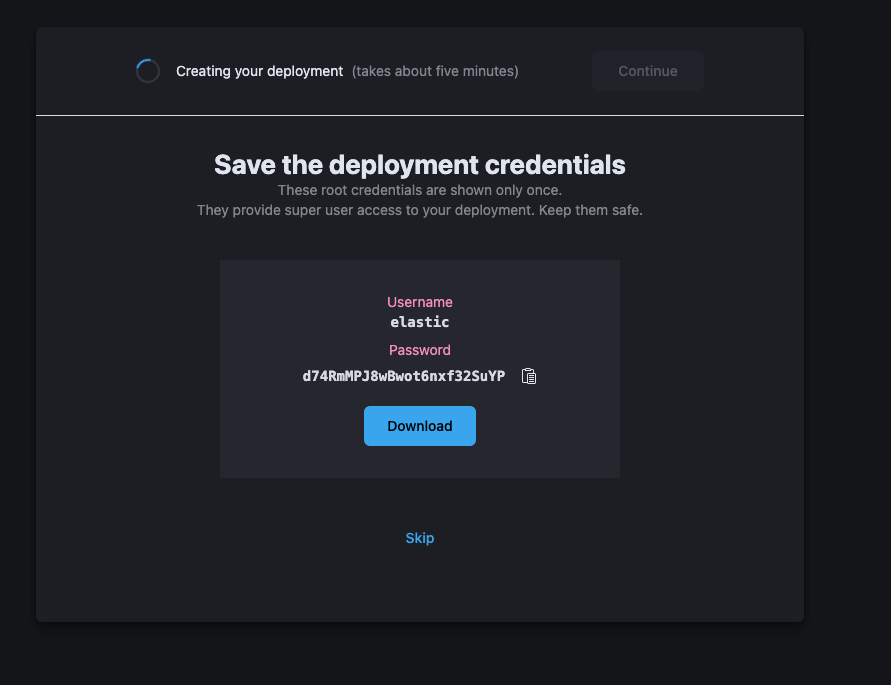 Creating your deployment (takes about five minutes)
Continue
Save the deployment credentials
These root credentials are shown only once.
They provide super user access to your deployment. Keep them safe.
Username
elastic
Password
d74RmMPJ8wBwot6nxf32SuYP
Download
Skip